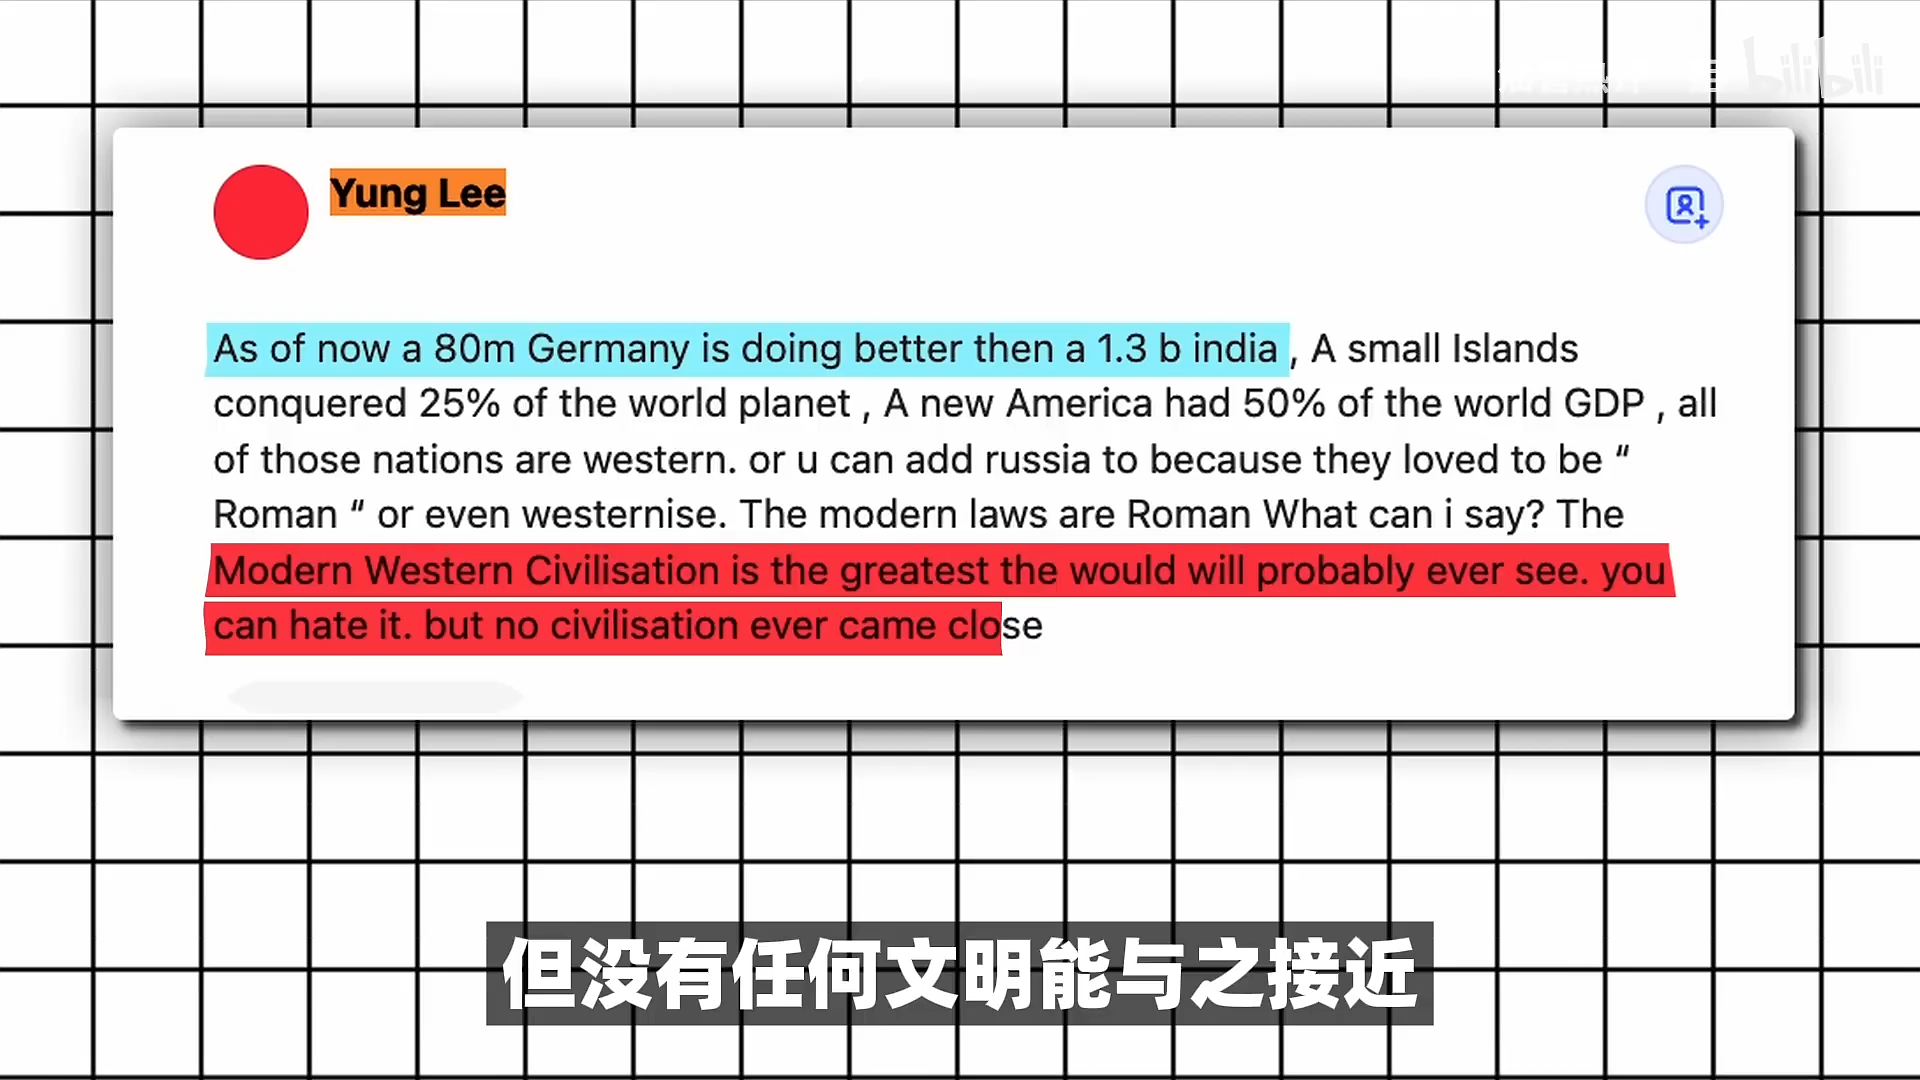 bilibili
Yung Lee
As of now a 80m Germany is doing better then a 1.3 b india , A small Islands
conquered 25% of the world planet , A new America had 50% of the world GDP , all
of those nations are western. or u can add russia to because they loved to be “
Roman “ or even westernise. The modern laws are Roman What can i say? The
Modern Western Civilisation is the greatest the would will probably ever see. you
can hate it. but no civilisation ever came close
但没有任何文明能与之接近